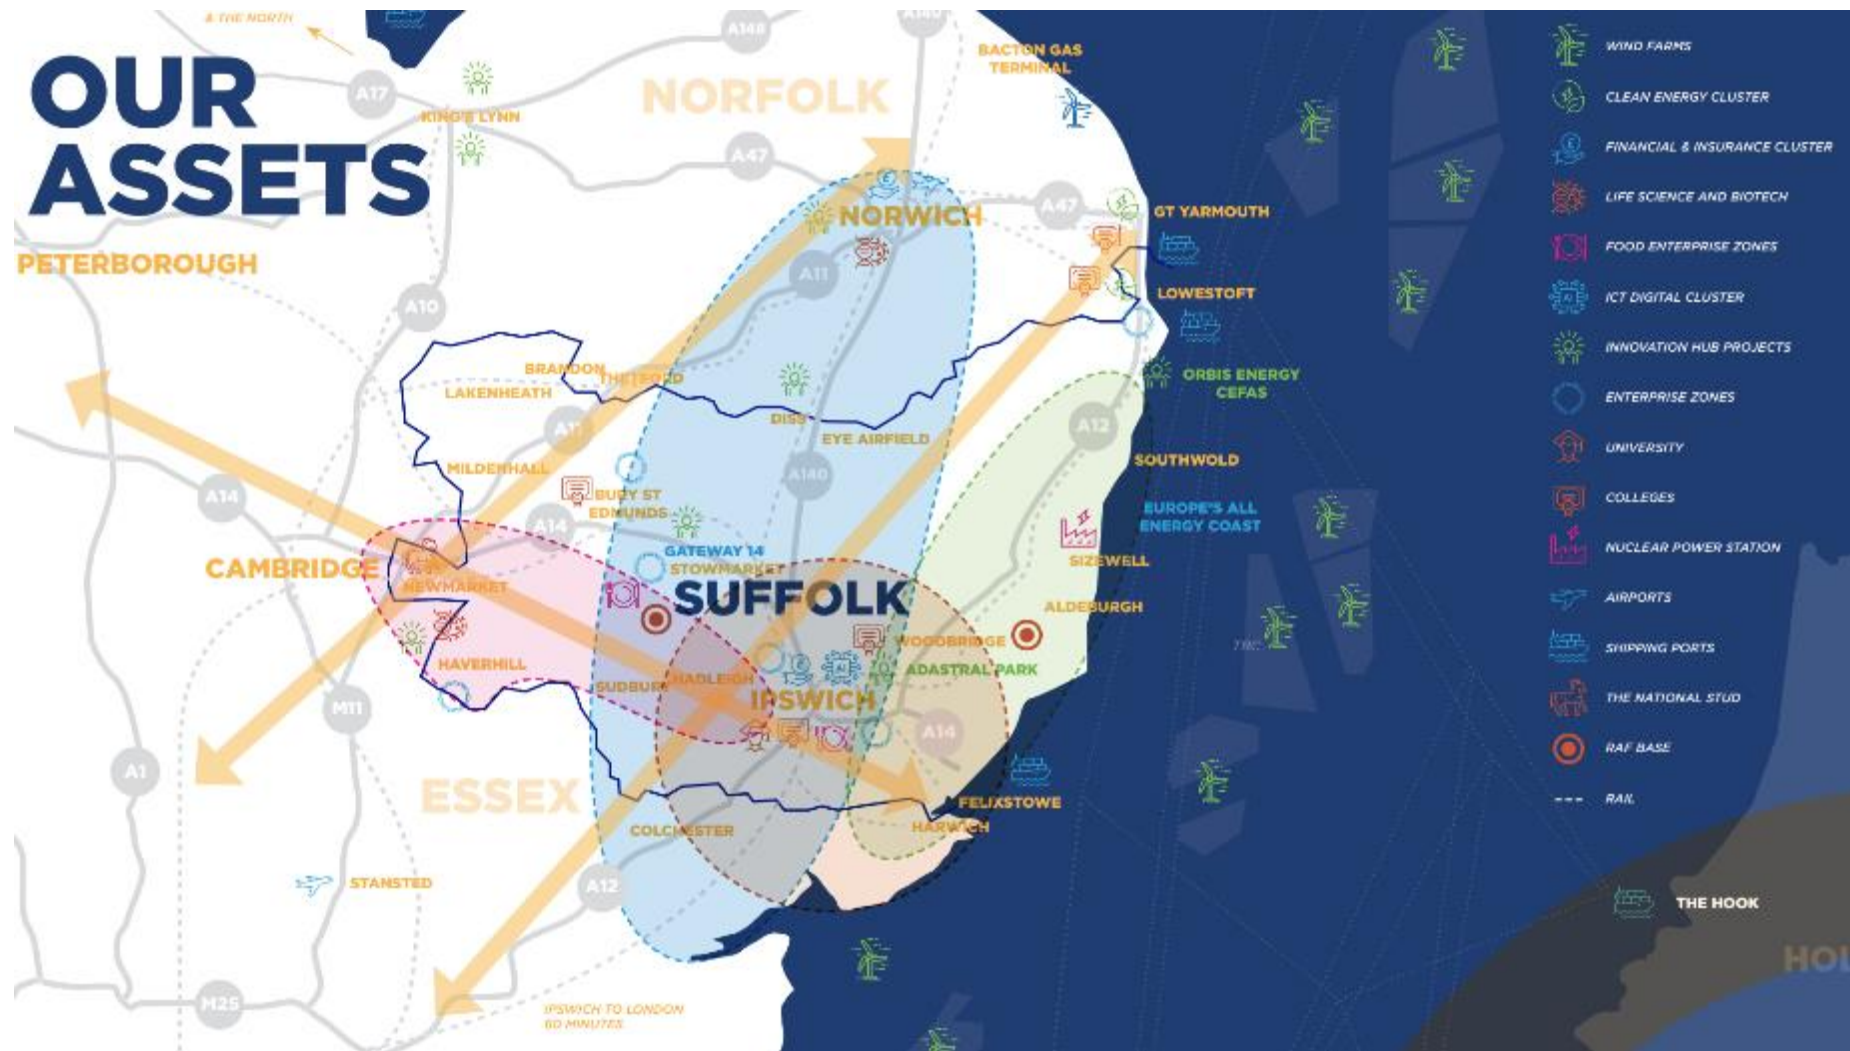 & THE NORTH
OUR
ASSETS
A17
KING'S LYNN
A148
A140
NORFOLK
A47
BACTON GAS
TERMINAL
A47
GT YARMOUTH
NORWICH
PETERBOROUGH
A10
A11
LOWESTOFT
BRANDON
THETFORD
LAKENHEATH
ORBIS ENERGY
CEFAS
DISS
EYE AIRFIELD
A11
A12
MILDENHALL
A140
SOUTHWOLD
A14
BURY ST
EDMUNDS
A14
EUROPE'S ALL
ENERGY COAST
GATEWAY 14
STOWMARKET
SIZEWELL
CAMBRIDGE
NEWMARKET
SUFFOLK
ALDEBURGH
WOODBRIDGE
HAVERHILL
ADASTRAL PARK
SUDBURY
HADLEIGH
IPSWICH
M11
A14
A1
ESSEX
FELIXSTOWE
HARWICH
COLCHESTER
STANSTED
A12
M25
IPSWICH TO LONDON
60 MINUTES
WIND FARMS
CLEAN ENERGY CLUSTER
FINANCIAL & INSURANCE CLUSTER
LIFE SCIENCE AND BIOTECH
FOOD ENTERPRISE ZONES
ICT DIGITAL CLUSTER
INNOVATION HUB PROJECTS
ENTERPRISE ZONES
UNIVERSITY
COLLEGES
NUCLEAR POWER STATION
AIRPORTS
SHIPPING PORTS
THE NATIONAL STUD
RAF BASE
RAIL
THE HOOK
HOL